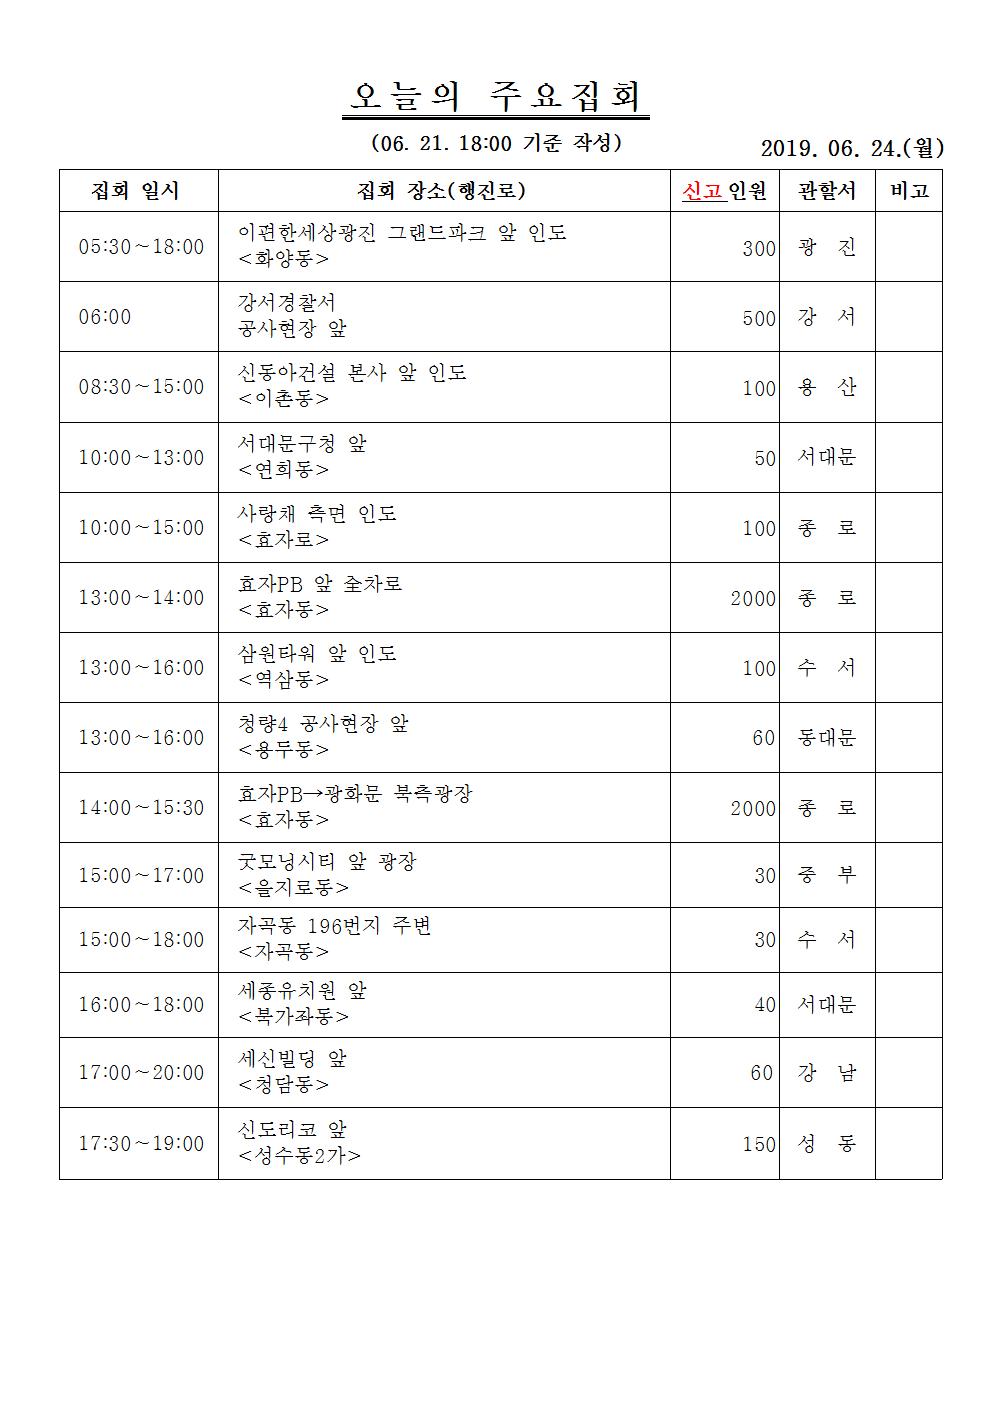 오늘의 주요집회
(06. 21. 18:00 기준 작성)
2019. 06. 24.(월)
집회 일시 집회 장소(행진로) 신고인원 관할서 비고
05:30~18:00 이편한세상광진 그랜드파크 앞 인도 300 광 진
<화양동>
06:00 강서경찰서 500 강 서
공사현장 앞
08:30~15:00 신동아건설 본사 앞 인도 100 용 산
<이촌동>
10:00~13:00 서대문구청 앞 50 서대문
<연희동>
10:00~15:00 사랑채 측면 인도 100 종 로
<효자로>
13:00~14:00 효자PB 앞 全차로 2000 종 로
<효자동>
13:00~16:00 삼원타워 앞 인도 100 수 서
<역삼동>
13:00~16:00 청량4 공사현장 앞 60 동대문
<용두동>
14:00~15:30 효자PB→광화문 북측광장 2000 종 로
<효자동>
15:00~17:00 굿모닝시티 앞 광장 30 중 부
<을지로동>
15:00~18:00 자곡동 196번지 주변 30 수 서
<자곡동>
16:00~18:00 세종유치원 앞 40 서대문
<북가좌동>
17:00~20:00 세신빌딩 앞 60 강 남
<청담동>
17:30~19:00 신도리코 앞 150 성 동
<성수동2가>